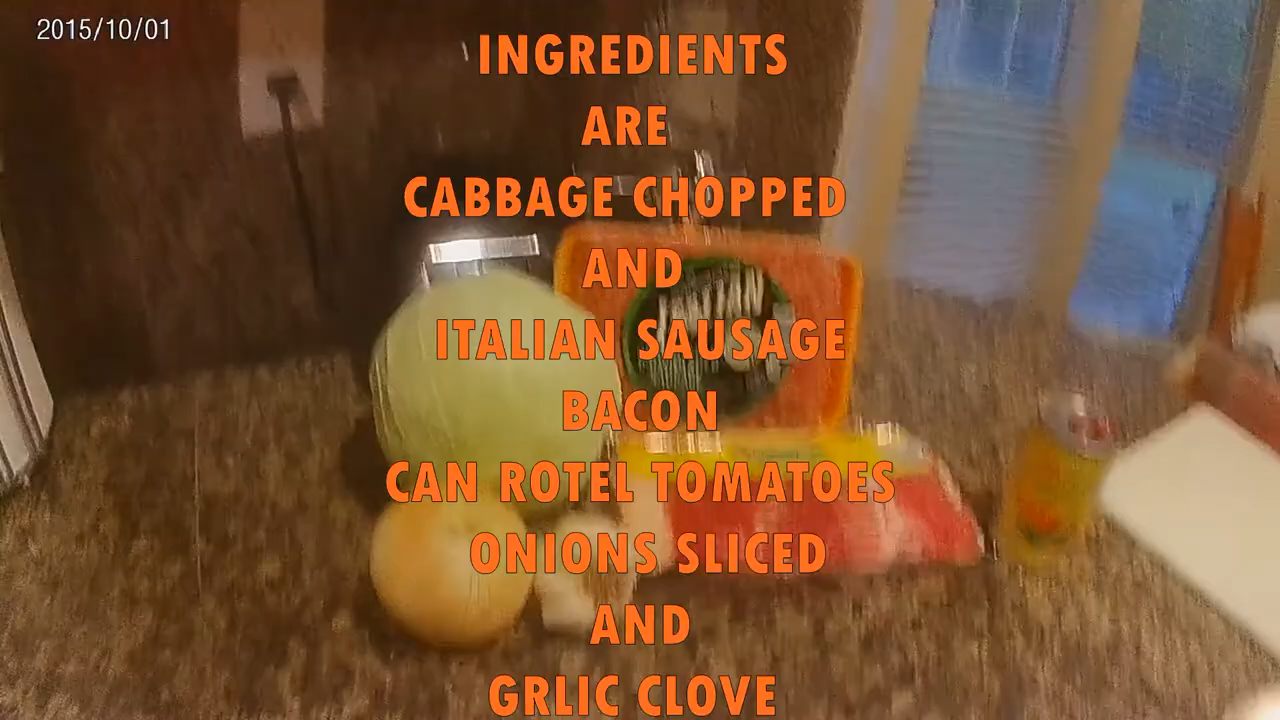 2015/10/01
INGREDIENTS
ARE
CABBAGE CHOPPED
AND
ITALIAN SAUSAGE
BACON
CAN ROTEL TOMATOES
ONIONS SLICED
AND
GRLIC CLOVE